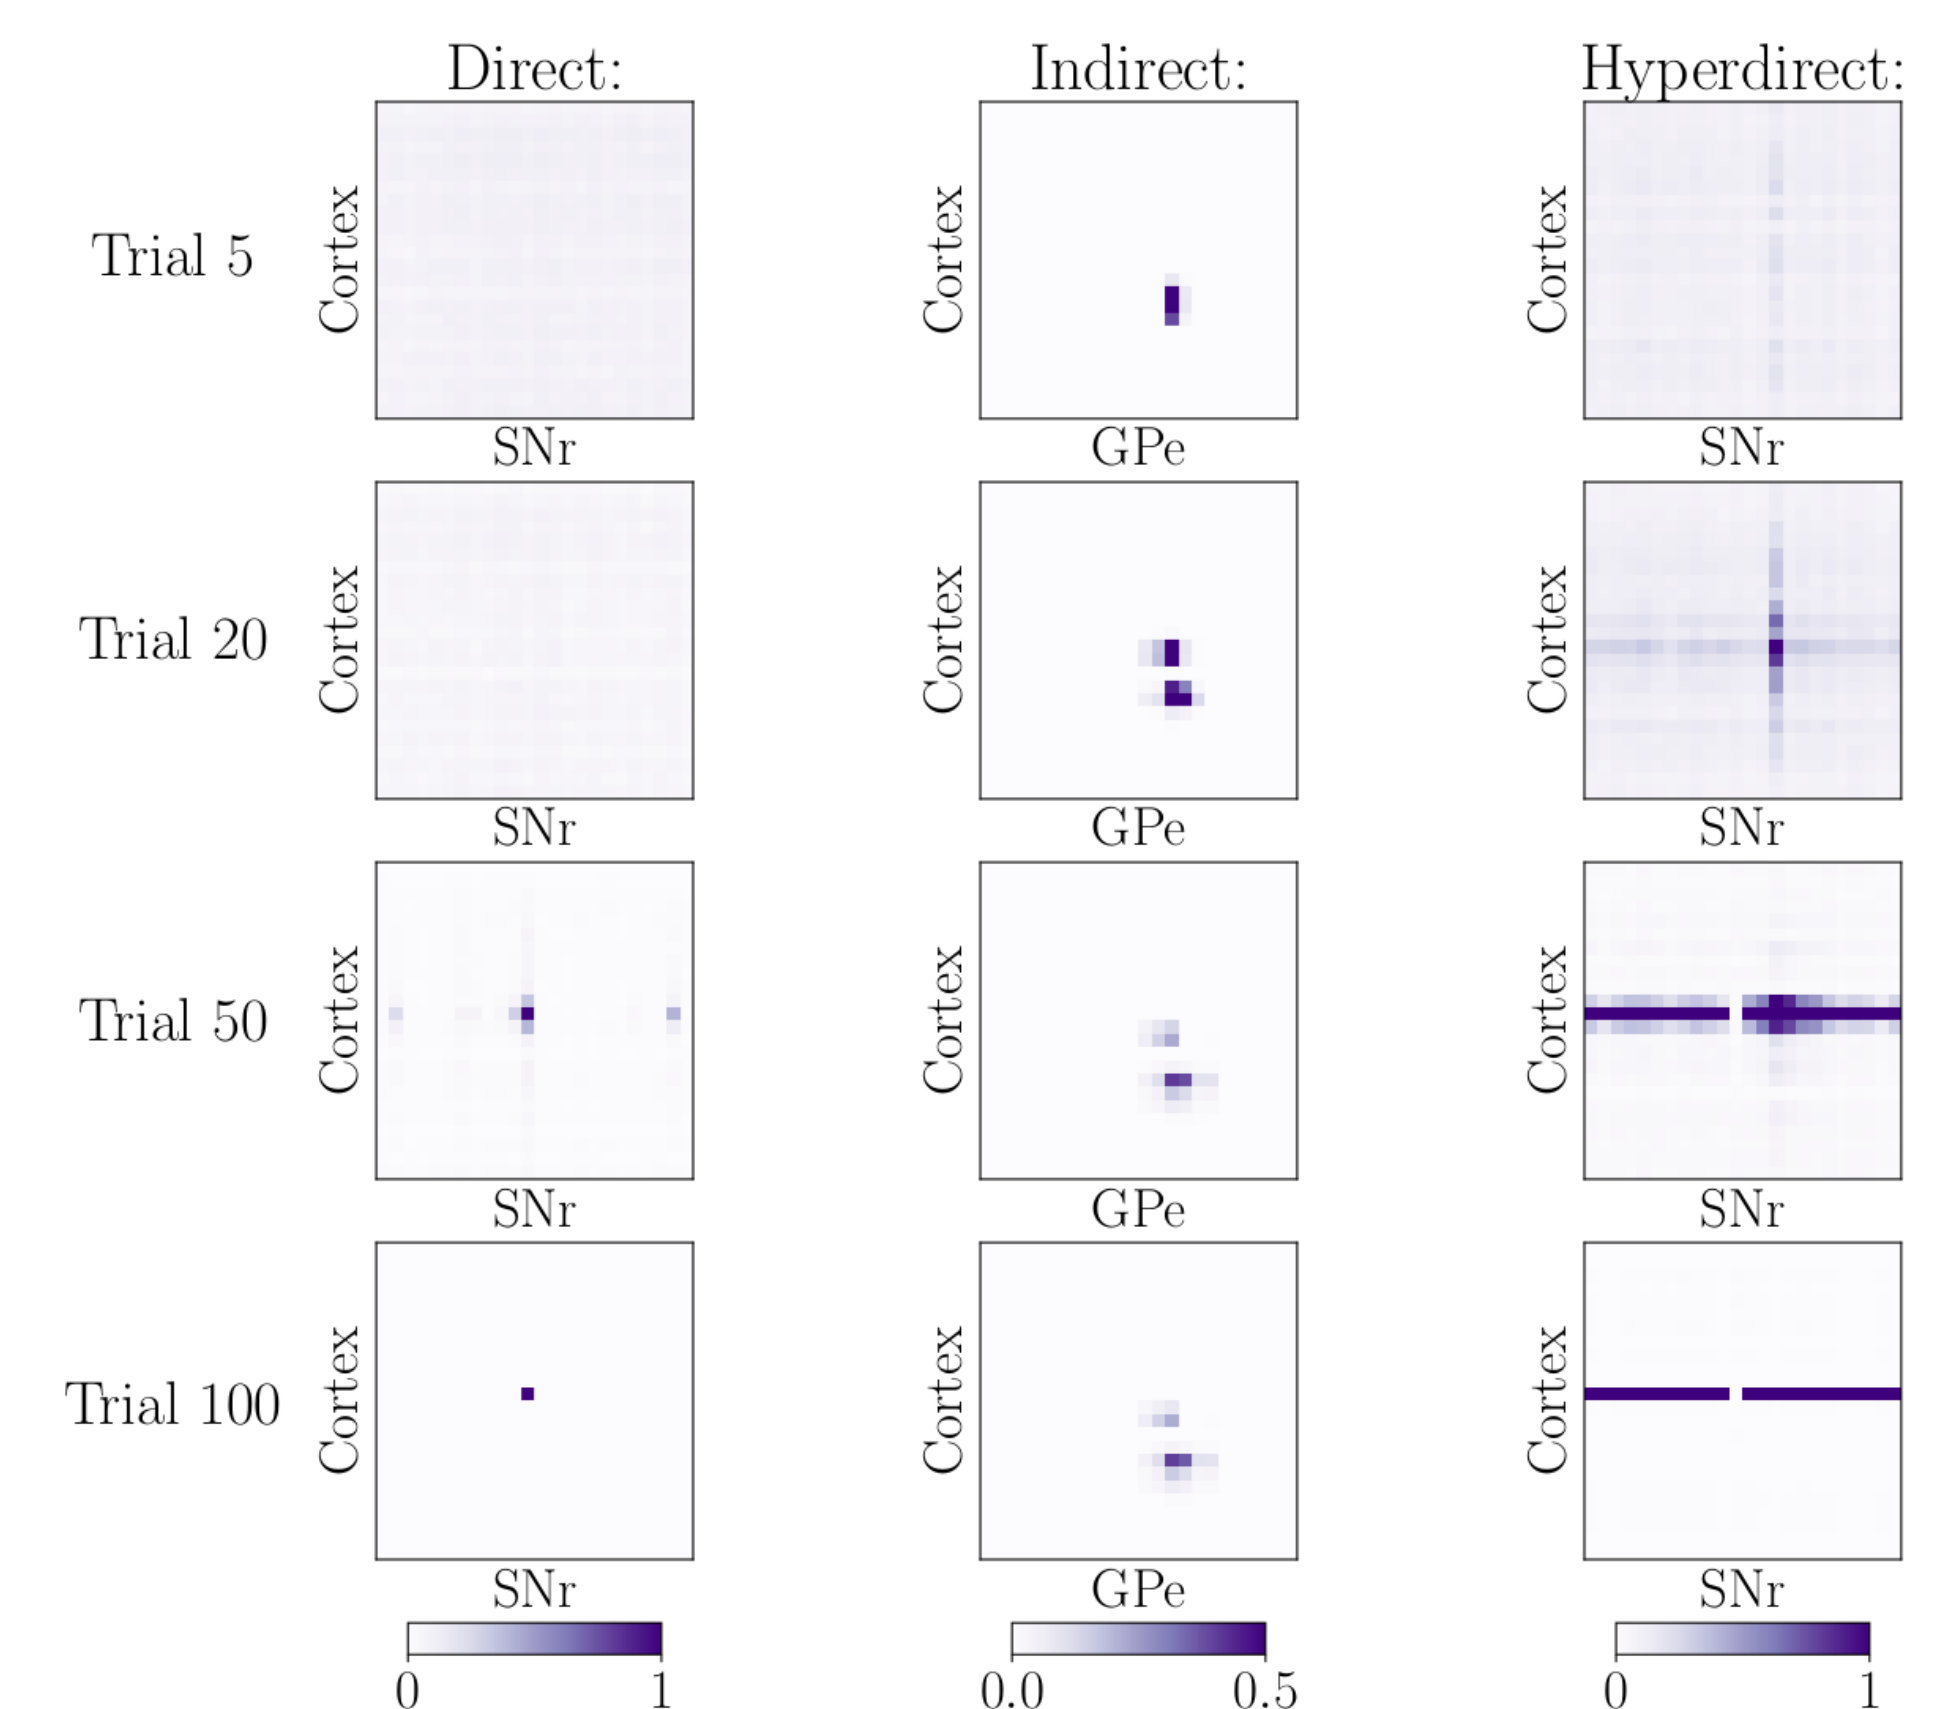 Direct:
Indirect:
Hyperdirect:
Trial 5
Cortex
Cortex
Cortex
SNr
GPe
SNr
Trial 20
Cortex
Cortex
Cortex
SNr
GPe
SNr
Trial 50
Cortex
Cortex
Cortex
SNr
GPe
SNr
Trial 100
Cortex
Cortex
Cortex
SNr
GPe
SNr
0 1
0.0 0.5
0 1